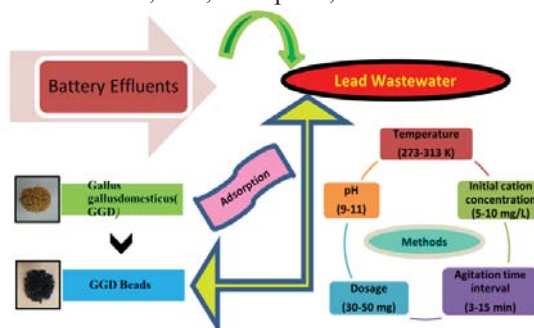 Battery Effluents
Lead Wastewater
Temperature
(273-313 K)
Gallus
gallusdomesticus(
GGD)
Adsorption
pH
(9-11)
Initial cation
concentration
(5-10 mg/L)
Methods
GGD Beads
Dosage
(30-50 mg)
Agitation time
interval
(3-15 min)